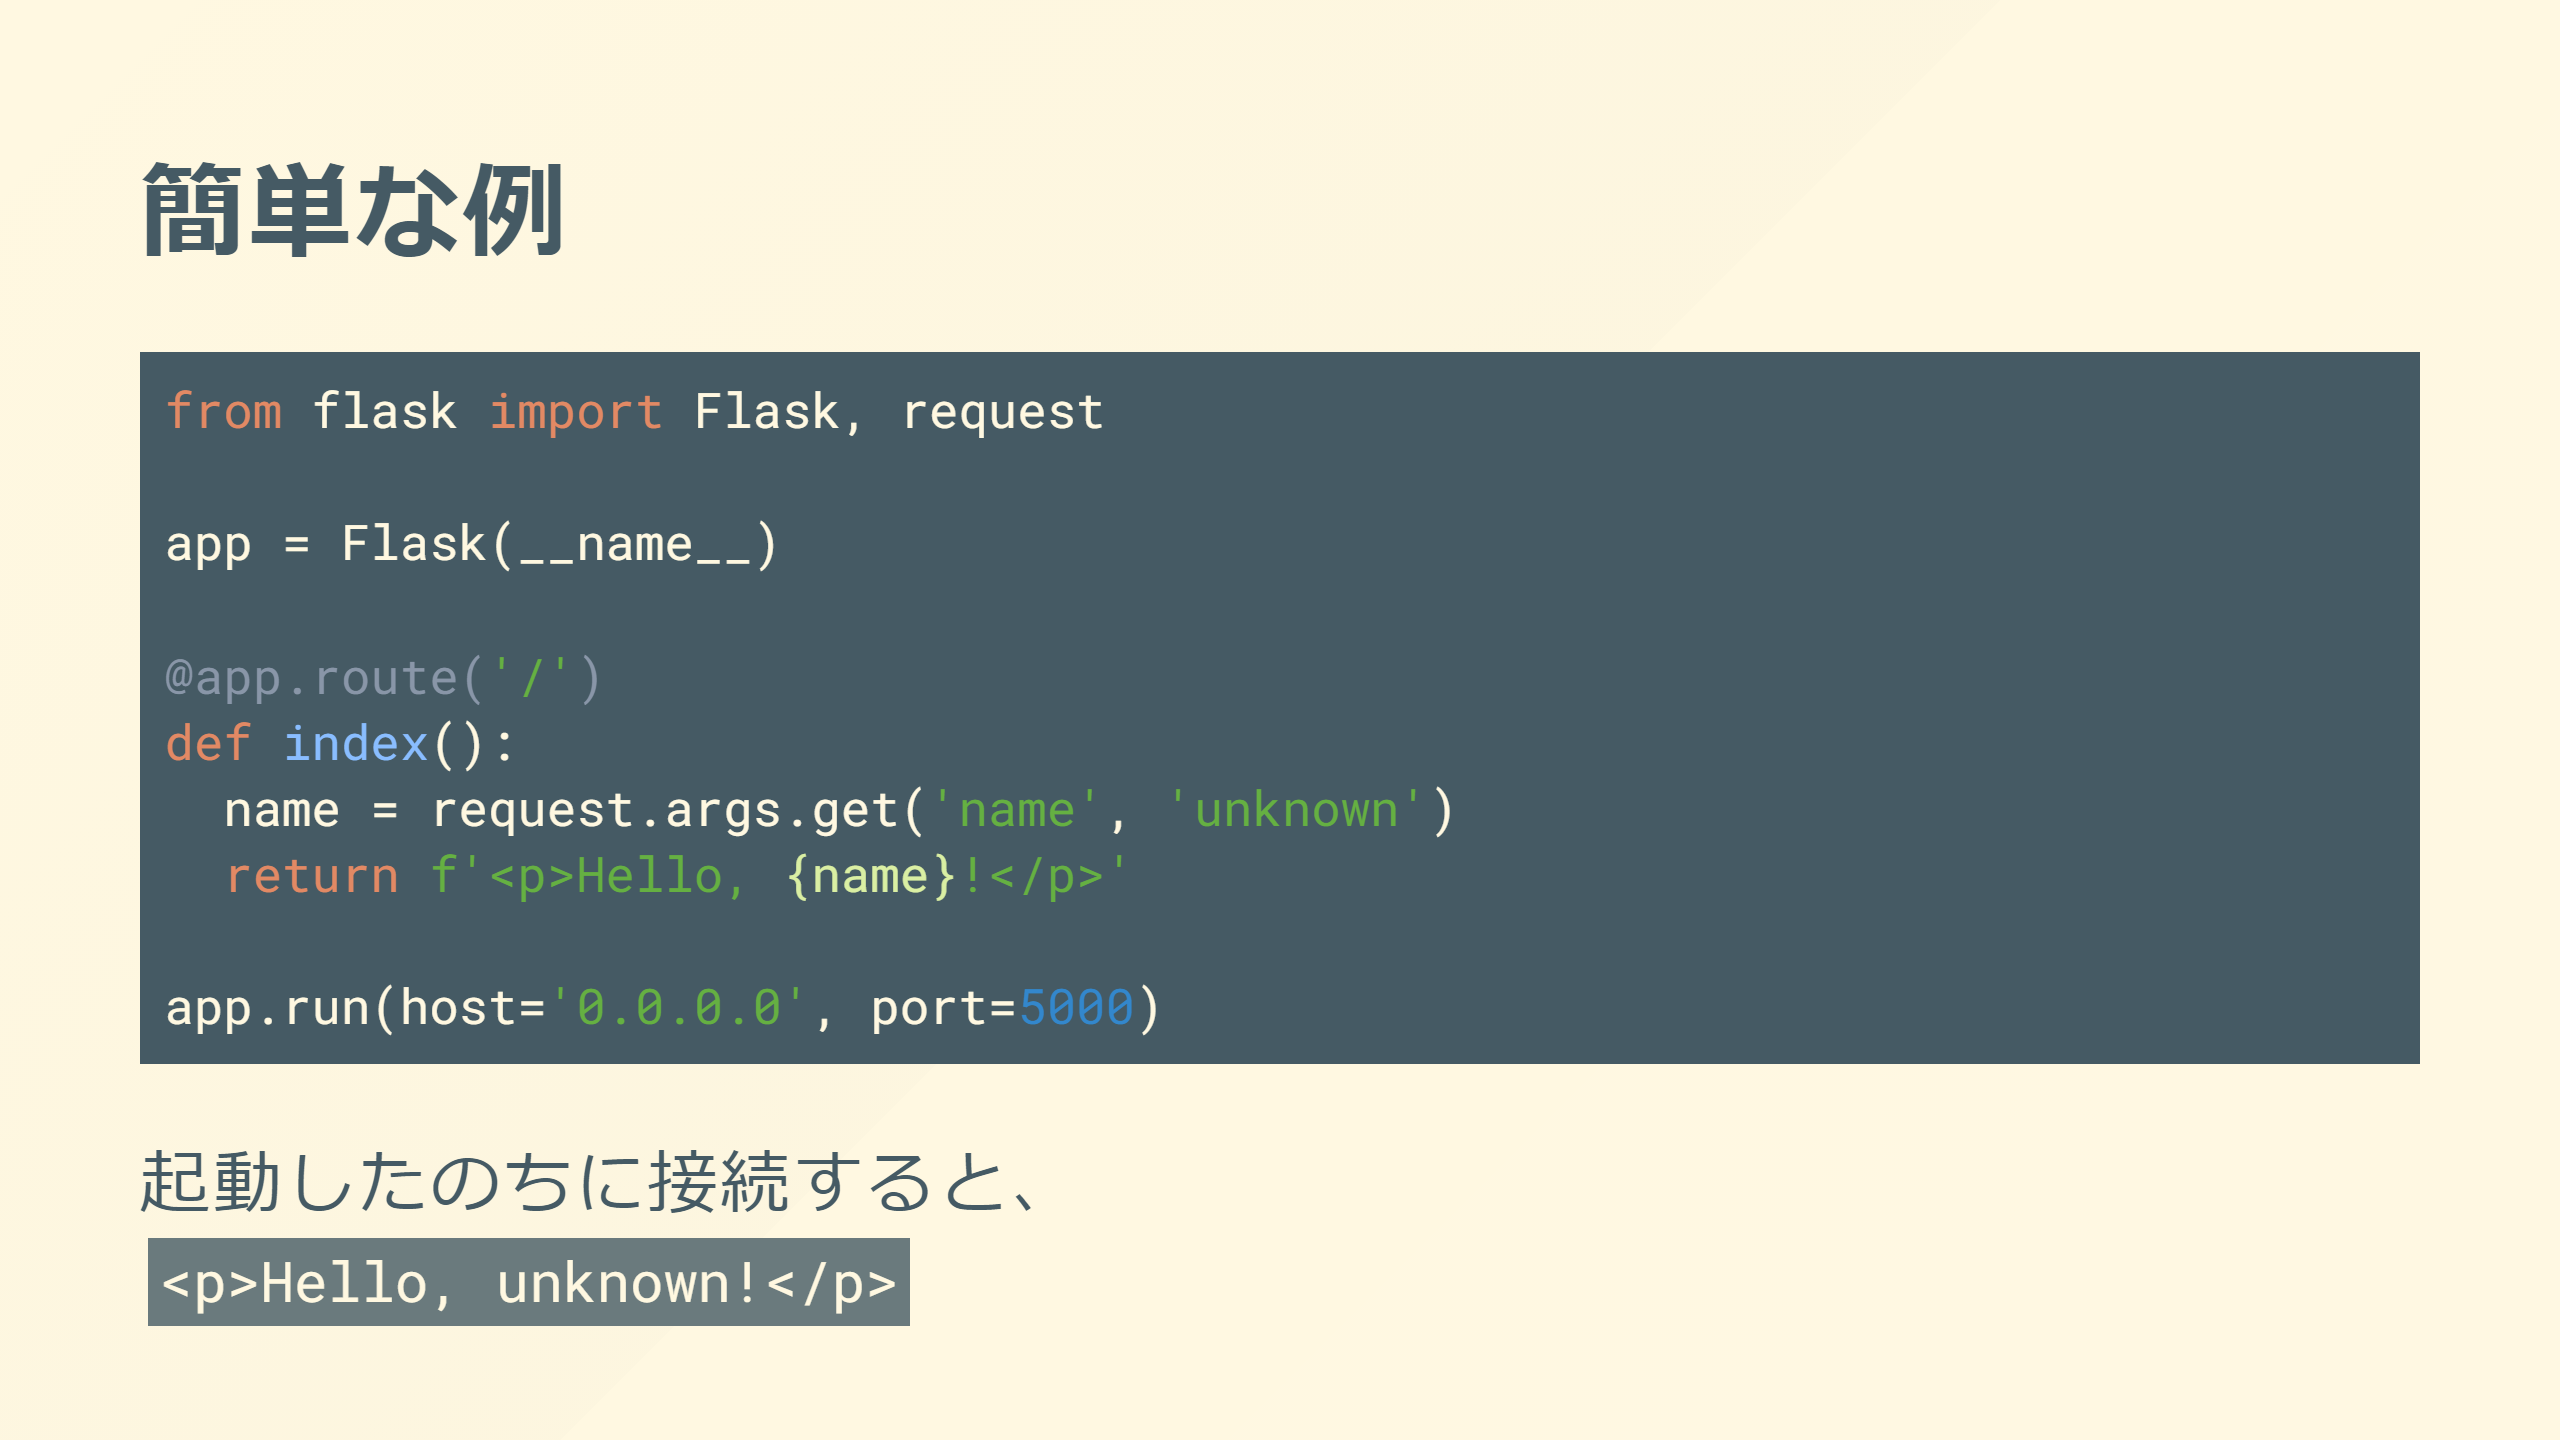 簡単な例
from flask import Flask, request
app = Flask(__name__)
@app.route('/')
def index():
  name = request.args.get('name', 'unknown')
  return f'<p>Hello, {name}!</p>'
app.run(host='0.0.0.0', port=5000)
起動したのちに接続すると、
<p>Hello, unknown!</p>